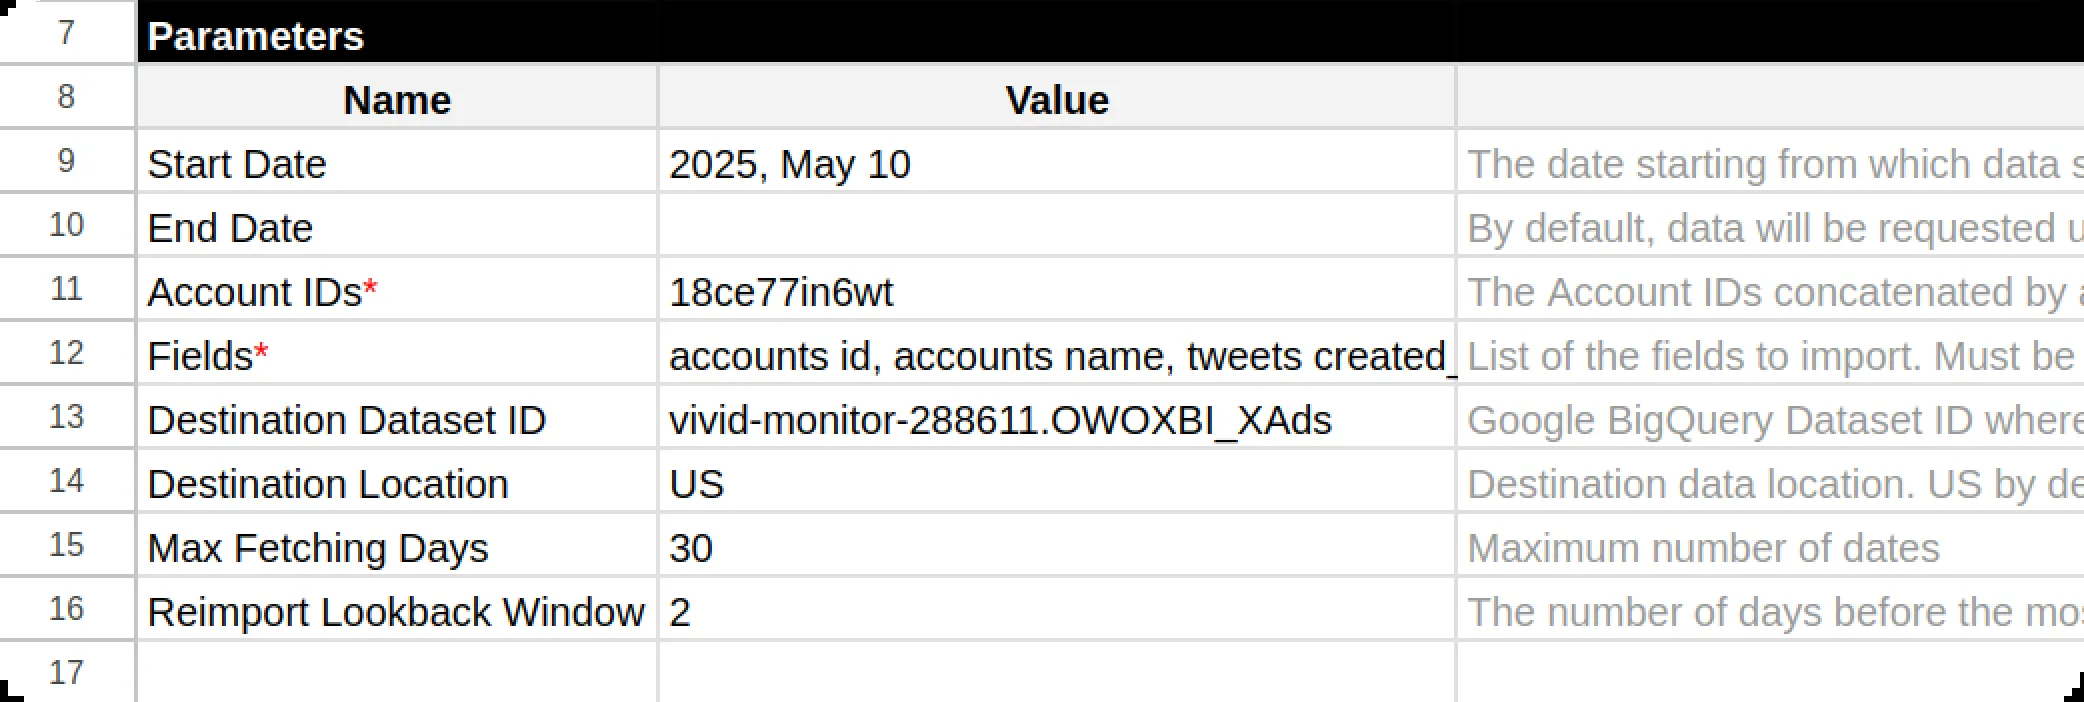 7 Parameters
8 Name Value
9 Start Date 2025, May 10 The date starting from which data s
10 End Date By default, data will be requested u
11 Account IDs* 18ce77in6wt The Account IDs concatenated by a
12 Fields* accounts id, accounts name, tweets created_ List of the fields to import. Must be
13 Destination Dataset ID vivid-monitor-288611.OWOXBI_XAds Google BigQuery Dataset ID where
14 Destination Location US Destination data location. US by de
15 Max Fetching Days 30 Maximum number of dates
16 Reimport Lookback Window 2 The number of days before the mos
17